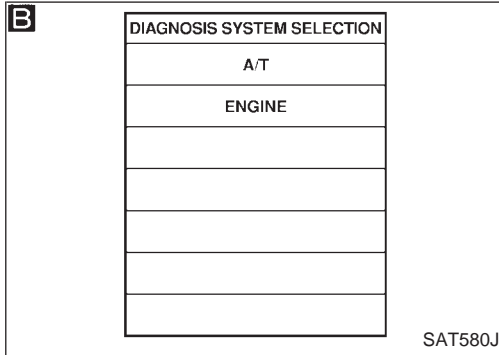 B
DIAGNOSIS SYSTEM SELECTION
A/T
ENGINE
SAT580J